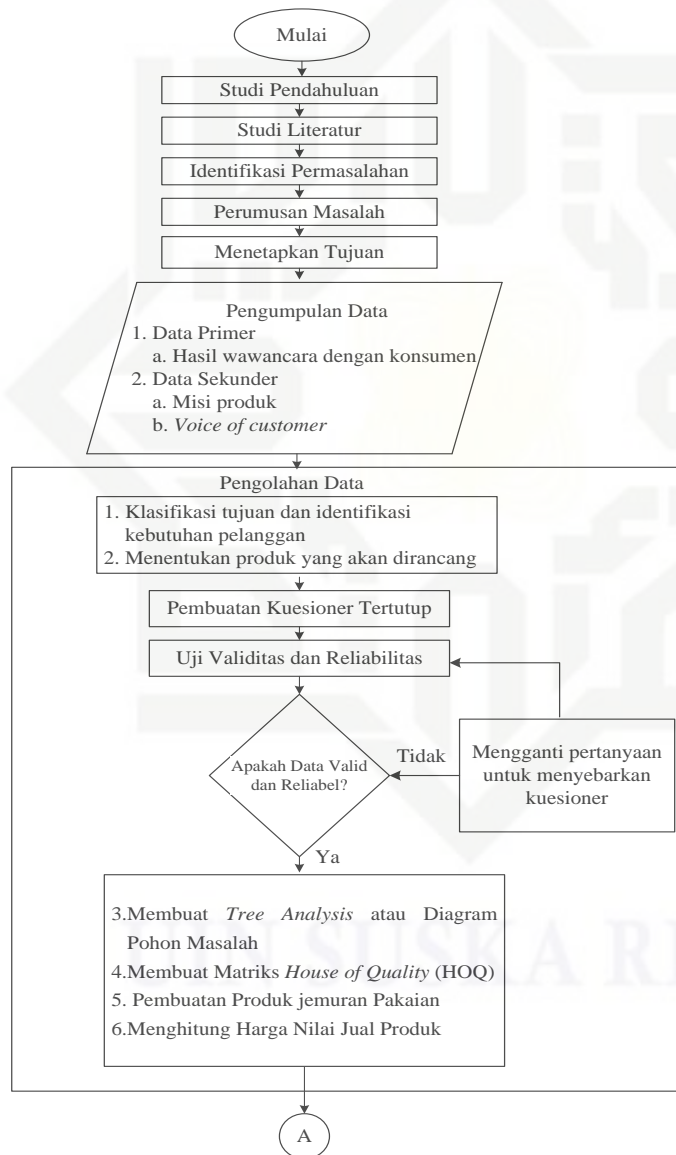 Mulai
Studi Pendahuluan
Studi Literatur
Identifikasi Permasalahan
Perumusan Masalah
Menetapkan Tujuan
Pengumpulan Data
1. Data Primer
a. Hasil wawancara dengan konsumen
2. Data Sekunder
a. Misi produk
b. Voice of customer
Pengolahan Data
1. Klasifikasi tujuan dan identifikasi
kebutuhan pelanggan
2. Menentukan produk yang akan dirancang
Pembuatan Kuesioner Tertutup
Uji Validitas dan Reliabilitas
Apakah Data Valid
dan Reliabel?
Tidak
Mengganti pertanyaan
untuk menyebarkan
kuesioner
Ya
3.Membuat Tree Analysis atau Diagram
Pohon Masalah
4.Membuat Matriks House of Quality (HOQ)
5. Pembuatan Produk jemuran Pakaian
6.Menghitung Harga Nilai Jual Produk
UIN SUSKA R
A